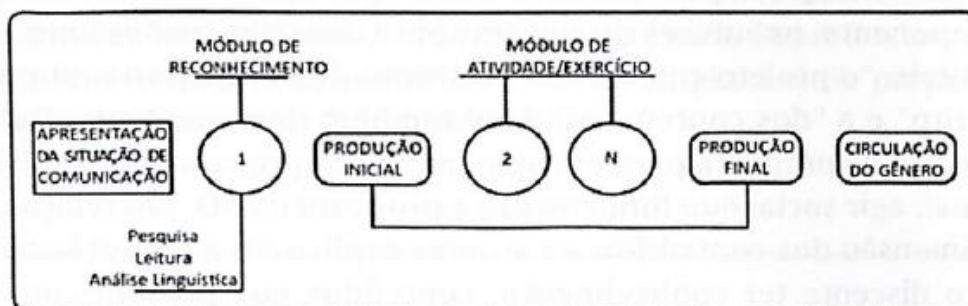 MÓDULO DE
RECONHECIMENTO
MÓDULO DE
ATIVIDADE/EXERCÍCIO
APRESENTAÇÃO
DA SITUAÇÃO DE
COMUNICAÇÃO
1
PRODUÇÃO
INICIAL
2
N
PRODUÇÃO
FINAL
CIRCULAÇÃO
DO GÊNERO
Pesquisa
Leitura
Análise Linguística